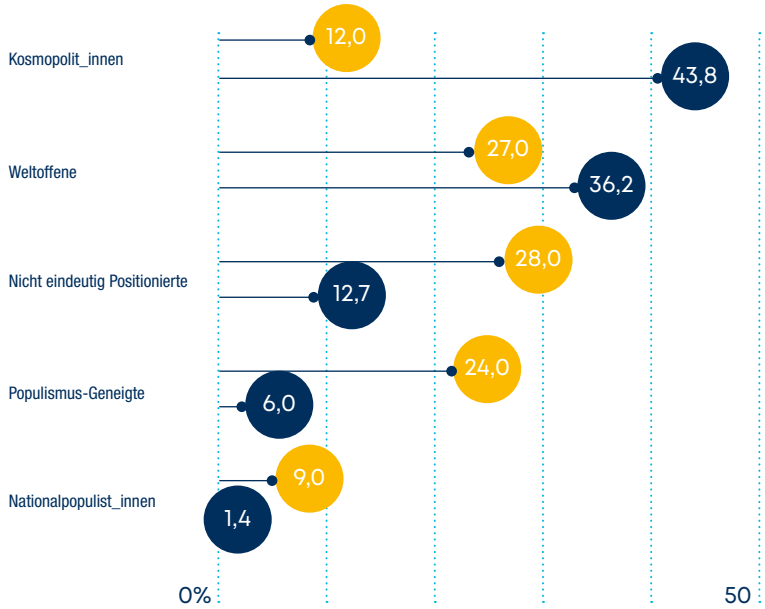 12,0
Kosmopolit_innen
43,8
27,0
Weltoffene
36,2
28,0
Nicht eindeutig Positionierte
12,7
24,0
Populismus-Geneigte
6,0
9,0
Nationalpopulist_innen
1,4
0%
50